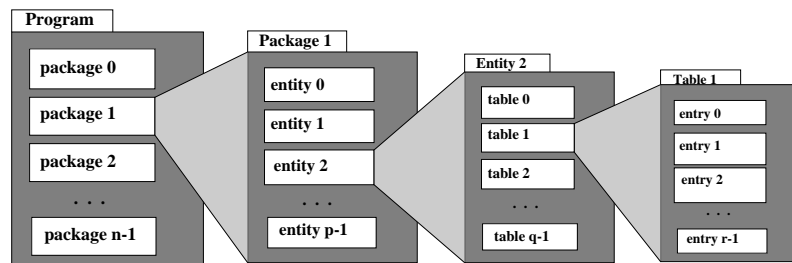 Program
package 0
package 1
package 2
. . .
package n-1
Package 1
entity 0
entity 1
entity 2
. . .
entity p-1
Entity 2
table 0
table 1
table 2
. . .
table q-1
Table 1
entry 0
entry 1
entry 2
. . .
entry r-1